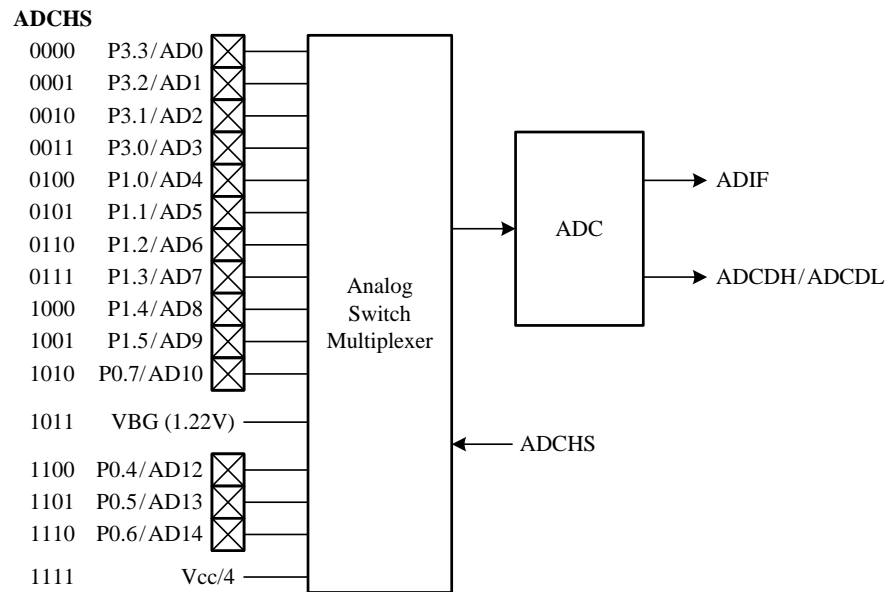 ADCHS
0000 P3.3/AD0
0001 P3.2/AD1
0010 P3.1/AD2
0011 P3.0/AD3
0100 P1.0/AD4
0101 P1.1/AD5
0110 P1.2/AD6
0111 P1.3/AD7
1000 P1.4/AD8
1001 P1.5/AD9
1010 P0.7/AD10
1011 VBG (1.22V)
1100 P0.4/AD12
1101 P0.5/AD13
1110 P0.6/AD14
1111 Vcc/4
Analog
Switch
Multiplexer
ADCHS
ADC
ADIF
ADCDH/ADCDL